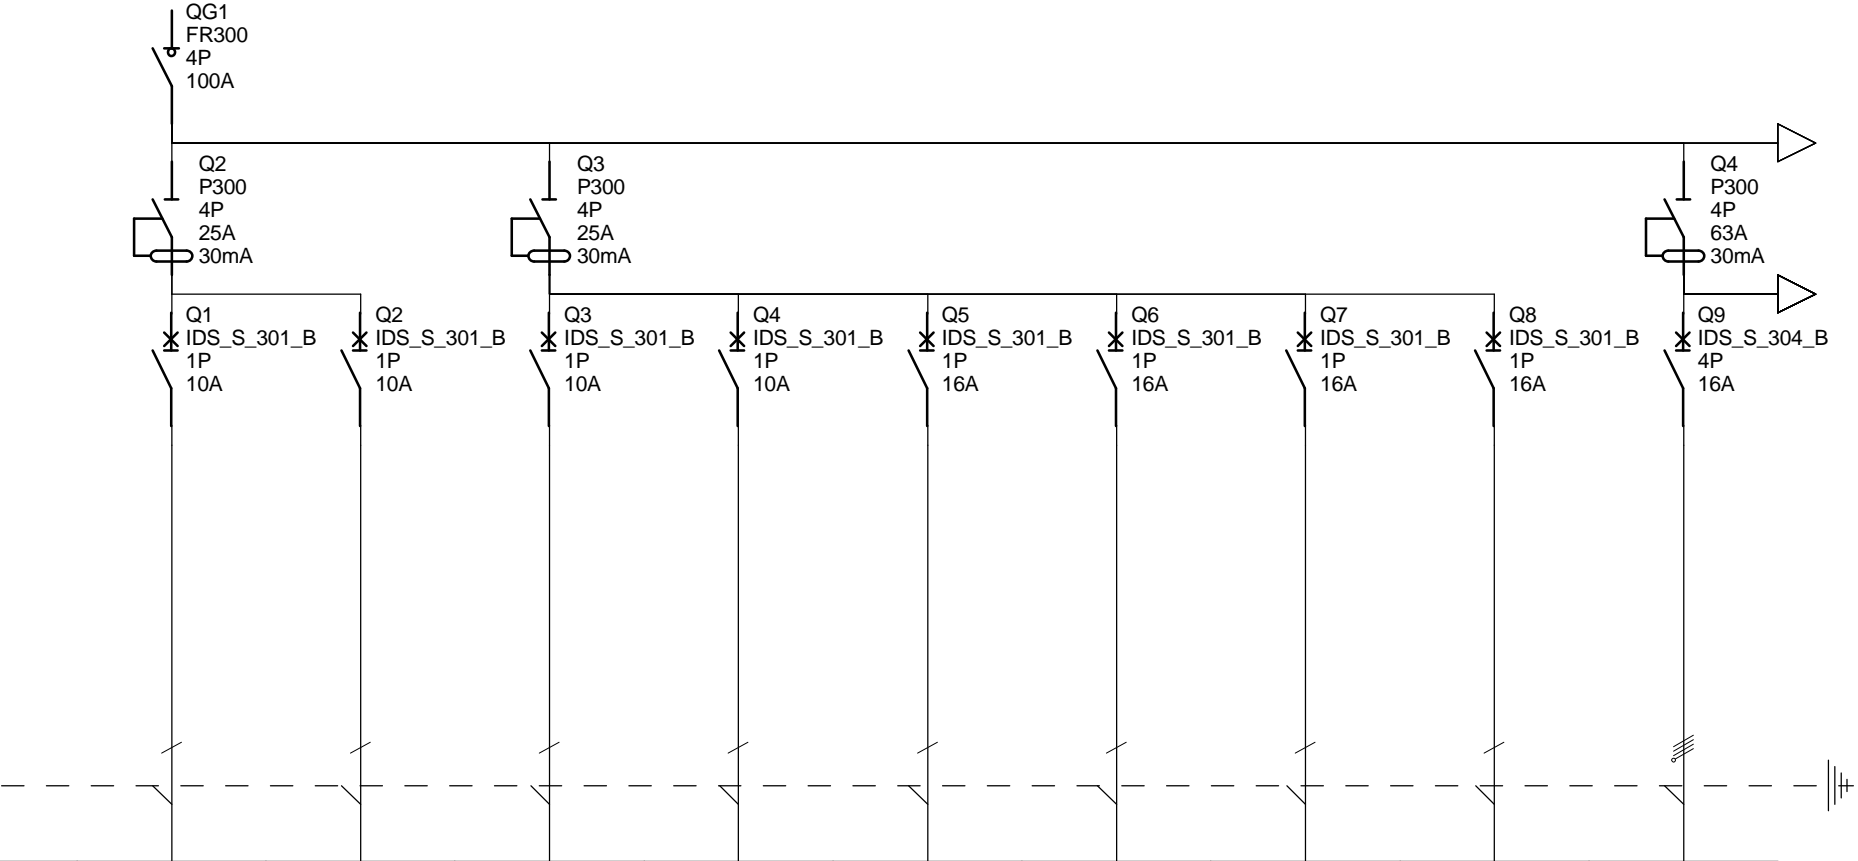 QG1
FR300
4P
100A
Q2
P300
4P
25A
30mA
Q3
P300
4P
25A
30mA
Q4
P300
4P
63A
30mA
Q1
IDS_S_301_B
1P
10A
Q2
IDS_S_301_B
1P
10A
Q3
IDS_S_301_B
1P
10A
Q4
IDS_S_301_B
1P
10A
Q5
IDS_S_301_B
1P
16A
Q6
IDS_S_301_B
1P
16A
Q7
IDS_S_301_B
1P
16A
Q8
IDS_S_301_B
1P
16A
Q9
IDS_S_304_B
4P
16A